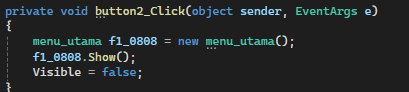 private void button2_Click(object sender, EventArgs e)
{
menu_utama f1_0808 = new menu_utama();
f1_0808.Show();
Visible = false;
}